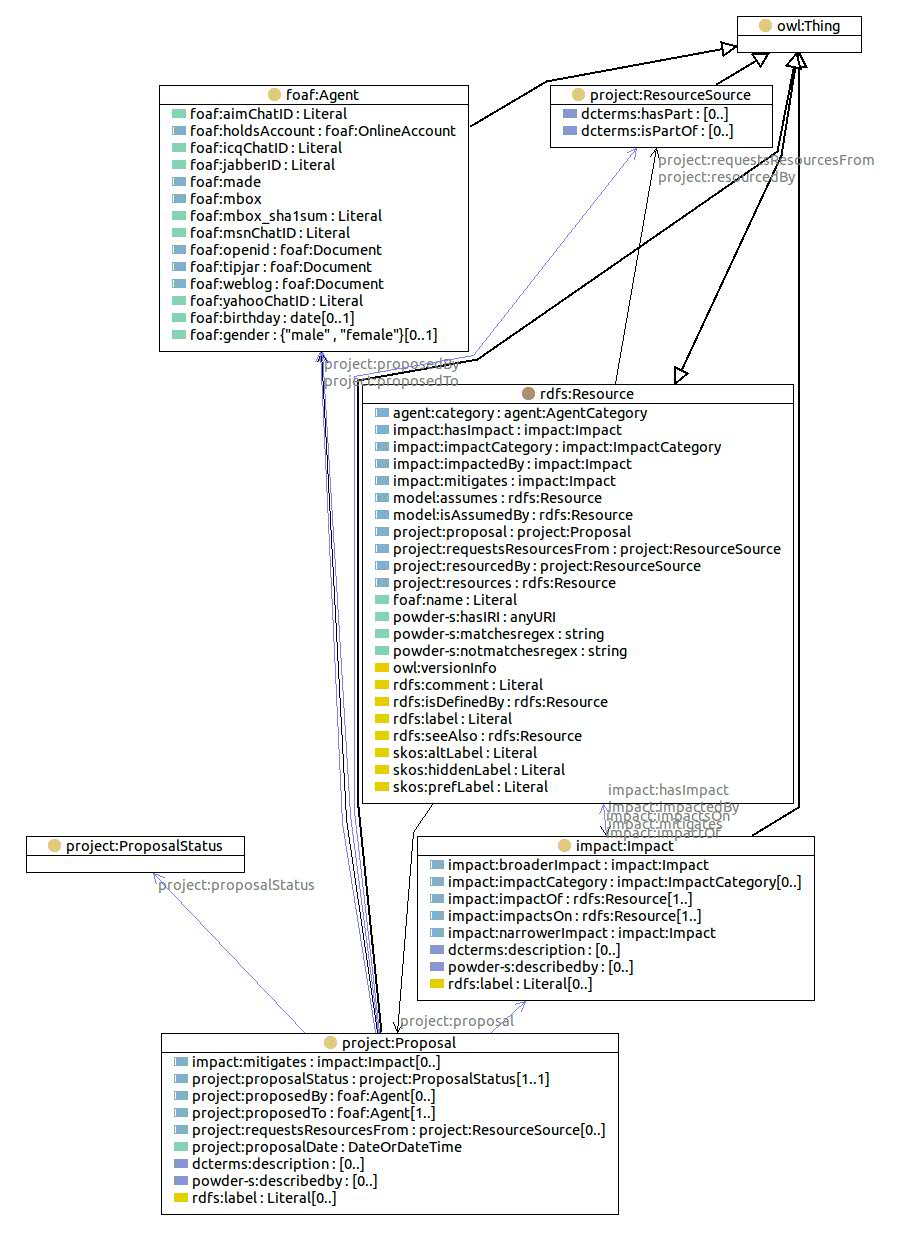 owl:Thing
foaf:Agent
foaf:aimChatID : Literal
foaf:holdsAccount : foaf:OnlineAccount
foaf:icqChatID : Literal
foaf:jabberID : Literal
foaf:made
foaf:mbox
foaf:mbox_sha1sum : Literal
foaf:msnChatID : Literal
foaf:openid : foaf:Document
foaf:tipjar : foaf:Document
foaf:weblog : foaf:Document
foaf:yahooChatID : Literal
foaf:birthday : date[0..1]
foaf:gender : {"male" , "female"}[0..1]
project:ResourceSource
dcterms:hasPart : [0..]
dcterms:isPartOf : [0..]
project:requestsResourcesFrom
project:resourcedBy
project:proposedBy
project:proposedTo
rdfs:Resource
agent:category : agent:AgentCategory
impact:hasImpact : impact:Impact
impact:impactCategory : impact:ImpactCategory
impact:impactedBy : impact:Impact
impact:mitigates : impact:Impact
model:assumes : rdfs:Resource
model:isAssumedBy : rdfs:Resource
project:proposal : project:Proposal
project:requestsResourcesFrom : project:ResourceSource
project:resourcedBy : project:ResourceSource
project:resources : rdfs:Resource
foaf:name : Literal
powder-s:hasIRI : anyURI
powder-s:matchesregex : string
powder-s:notmatchesregex : string
owl:versionInfo
rdfs:comment : Literal
rdfs:isDefinedBy : rdfs:Resource
rdfs:label : Literal
rdfs:seeAlso : rdfs:Resource
skos:altLabel : Literal
skos:hiddenLabel : Literal
skos:prefLabel : Literal
impact:hasImpact
impact:impactedBy
impact:impactsOn
impact:mitigates
impact:impactOf
project:ProposalStatus
project:proposalStatus
impact:Impact
impact:broaderImpact : impact:Impact
impact:impactCategory : impact:ImpactCategory[0..]
impact:impactOf : rdfs:Resource[1..]
impact:impactsOn : rdfs:Resource[1..]
impact:narrowerImpact : impact:Impact
dcterms:description : [0..]
powder-s:describedby : [0..]
rdfs:label : Literal[0..]
project:proposal
project:Proposal
impact:mitigates : impact:Impact[0..]
project:proposalStatus : project:ProposalStatus[1..1]
project:proposedBy : foaf:Agent[0..]
project:proposedTo : foaf:Agent[1..]
project:requestsResourcesFrom : project:ResourceSource[0..]
project:proposalDate : DateOrDateTime
dcterms:description : [0..]
powder-s:describedby : [0..]
rdfs:label : Literal[0..]